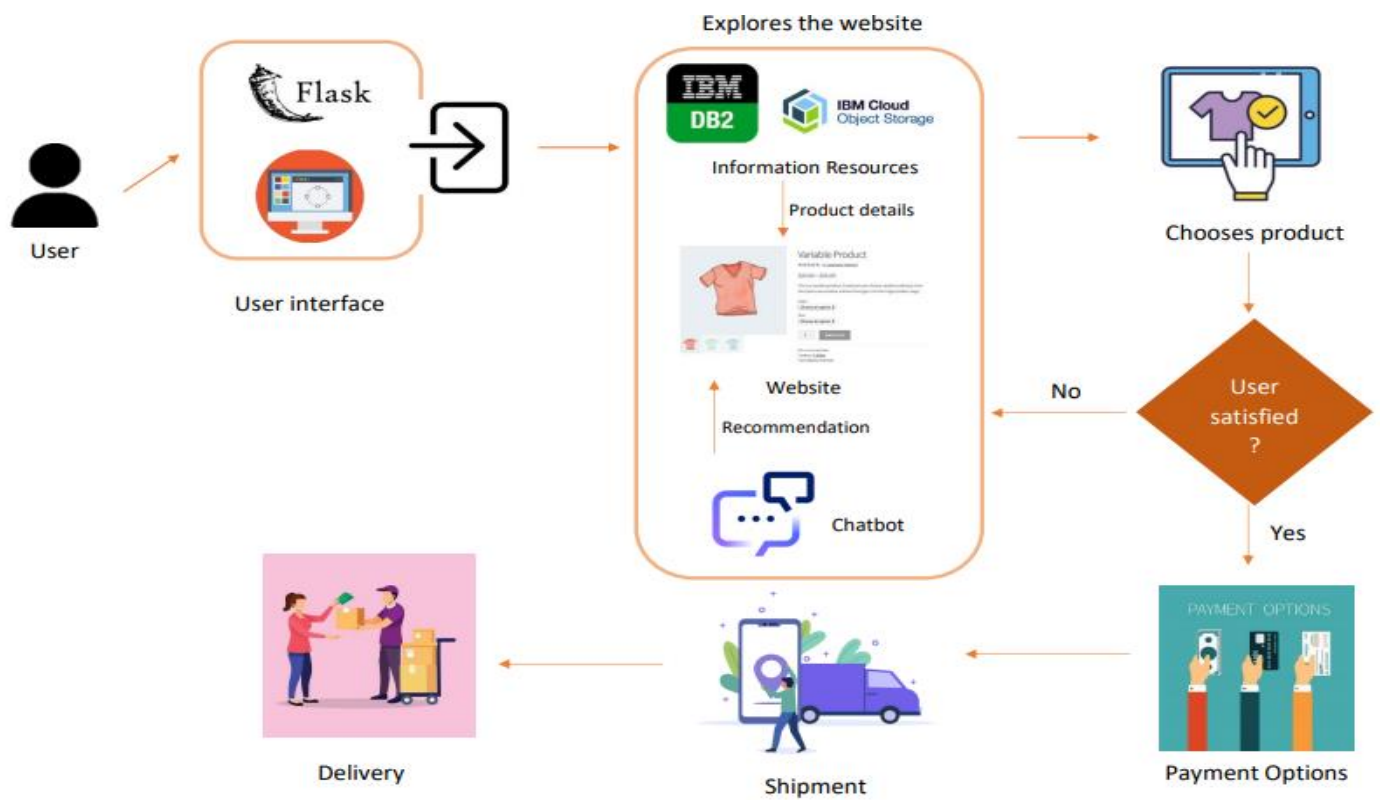 Explores the website
Flask
IBM
DB2
IBM Cloud
Object Storage
Information Resources
Product details
User
User interface
Chooses product
Variable Product
Website
Recommendation
Chatbot
No
User
satisfied
?
Yes
PAYMENT OPTIONS
Delivery
Shipment
Payment Options